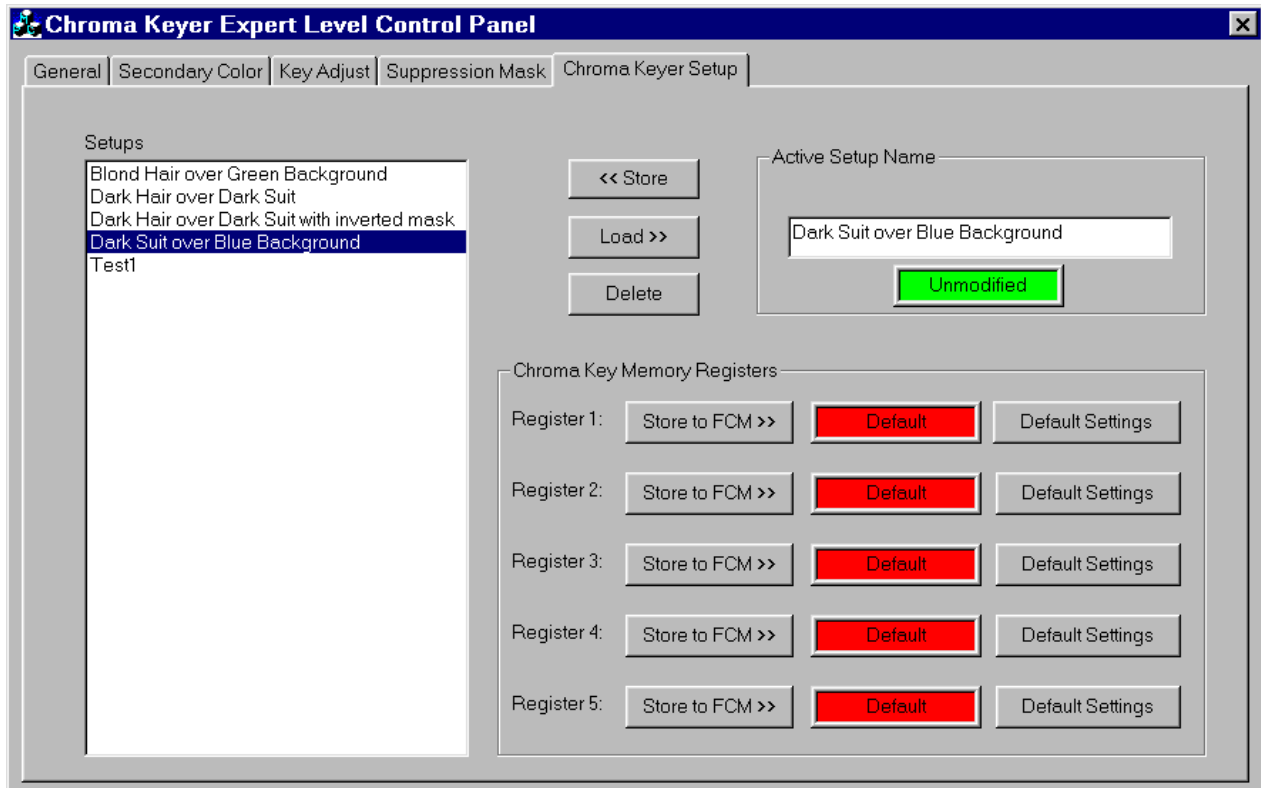 Chroma Keyer Expert Level Control Panel
General Secondary Color Key Adjust Suppression Mask Chroma Keyer Setup
Setups
Blond Hair over Green Background
Dark Hair over Dark Suit
Dark Hair over Dark Suit with inverted mask
Dark Suit over Blue Background
Test1
<< Store
Load >>
Delete
Active Setup Name
Dark Suit over Blue Background
Unmodified
Chroma Key Memory Registers
Register 1: Store to FCM >> Default Default Settings
Register 2: Store to FCM >> Default Default Settings
Register 3: Store to FCM >> Default Default Settings
Register 4: Store to FCM >> Default Default Settings
Register 5: Store to FCM >> Default Default Settings